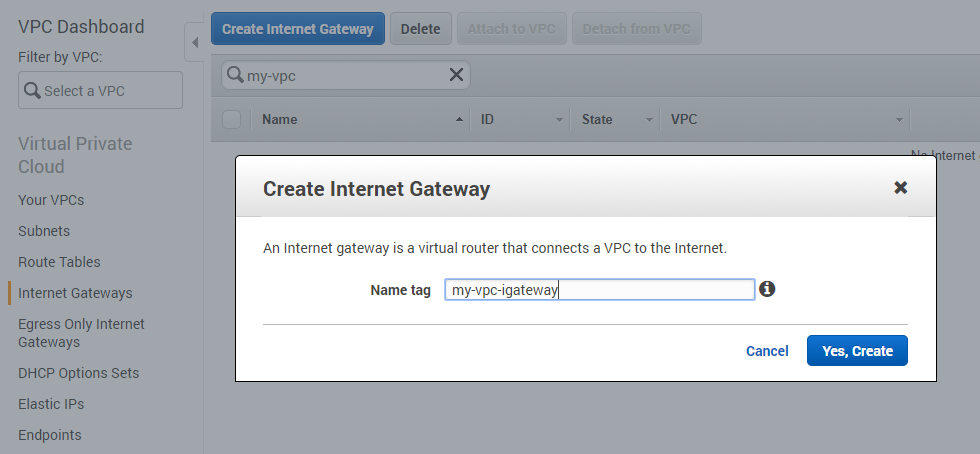 VPC Dashboard
Filter by VPC:
Select a VPC
Virtual Private
Cloud
Your VPCs
Subnets
Route Tables
Internet Gateways
Egress Only Internet
Gateways
DHCP Options Sets
Elastic IPs
Endpoints
Create Internet Gateway Delete Attach to VPC Detach from VPC
my-vpc
Name ID State VPC
No Internet
Create Internet Gateway
An Internet gateway is a virtual router that connects a VPC to the Internet.
Name tag my-vpc-igateway
Cancel Yes, Create